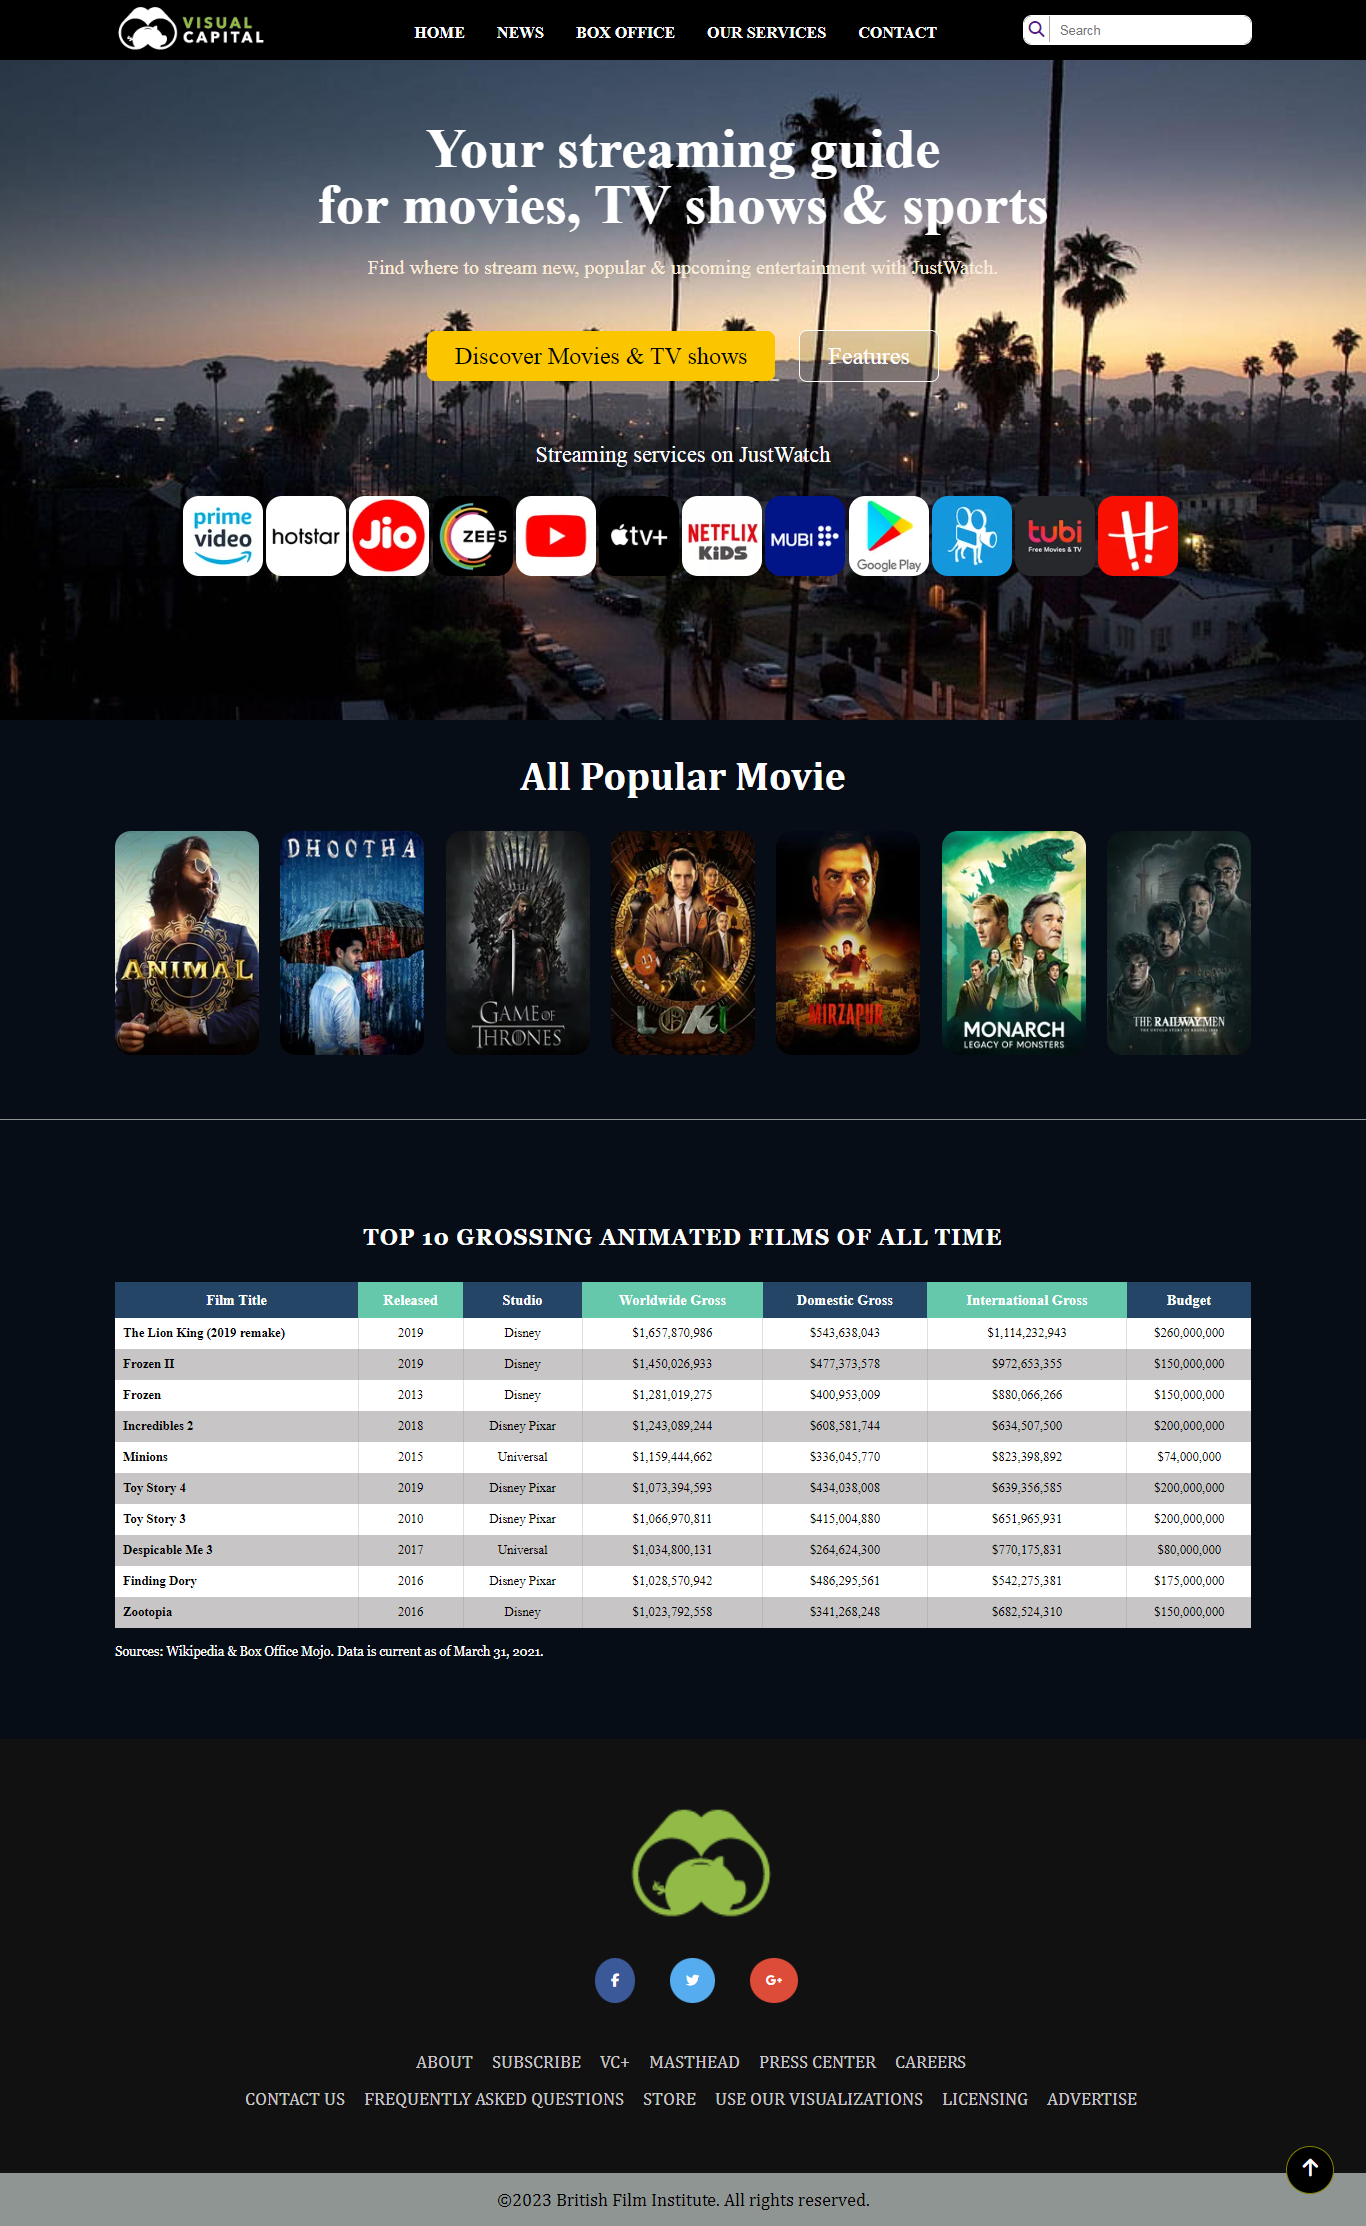 VISUAL
CAPITAL
HOME NEWS BOX OFFICE OUR SERVICES CONTACT
Search
Your streaming guide
for movies, TV shows & sports
Find where to stream new, popular & upcoming entertainment with JustWatch.
Discover Movies & TV shows Features
Streaming services on JustWatch
prime video
hotstar
Jio
ZEE5
tv+
NETFLIX KiDS
MUBI
Google Play
tubi
Free Movies & TV
H!
All Popular Movie
ANIMAL
DHOOTHA
GAME OF THRONES
LOKI
MIRZAPUR
MONARCH
LEGACY OF MONSTERS
THE RAILWAY MEN
THE UNTOLD STORY OF BHOPAL 1984
TOP 10 GROSSING ANIMATED FILMS OF ALL TIME
Film Title Released Studio Worldwide Gross Domestic Gross International Gross Budget
The Lion King (2019 remake) 2019 Disney $1,657,870,986 $543,638,043 $1,114,232,943 $260,000,000
Frozen II 2019 Disney $1,450,026,933 $477,373,578 $972,653,355 $150,000,000
Frozen 2013 Disney $1,281,019,275 $400,953,009 $880,066,266 $150,000,000
Incredibles 2 2018 Disney Pixar $1,243,089,244 $608,581,744 $634,507,500 $200,000,000
Minions 2015 Universal $1,159,444,662 $336,045,770 $823,398,892 $74,000,000
Toy Story 4 2019 Disney Pixar $1,073,394,593 $434,038,008 $639,356,585 $200,000,000
Toy Story 3 2010 Disney Pixar $1,066,970,811 $415,004,880 $651,965,931 $200,000,000
Despicable Me 3 2017 Universal $1,034,800,131 $264,624,300 $770,175,831 $80,000,000
Finding Dory 2016 Disney Pixar $1,028,570,942 $486,295,561 $542,275,381 $175,000,000
Zootopia 2016 Disney $1,023,792,558 $341,268,248 $682,524,310 $150,000,000
Sources: Wikipedia & Box Office Mojo. Data is current as of March 31, 2021.
f G+
ABOUT SUBSCRIBE VC+ MASTHEAD PRESS CENTER CAREERS
CONTACT US FREQUENTLY ASKED QUESTIONS STORE USE OUR VISUALIZATIONS LICENSING ADVERTISE
©2023 British Film Institute. All rights reserved.